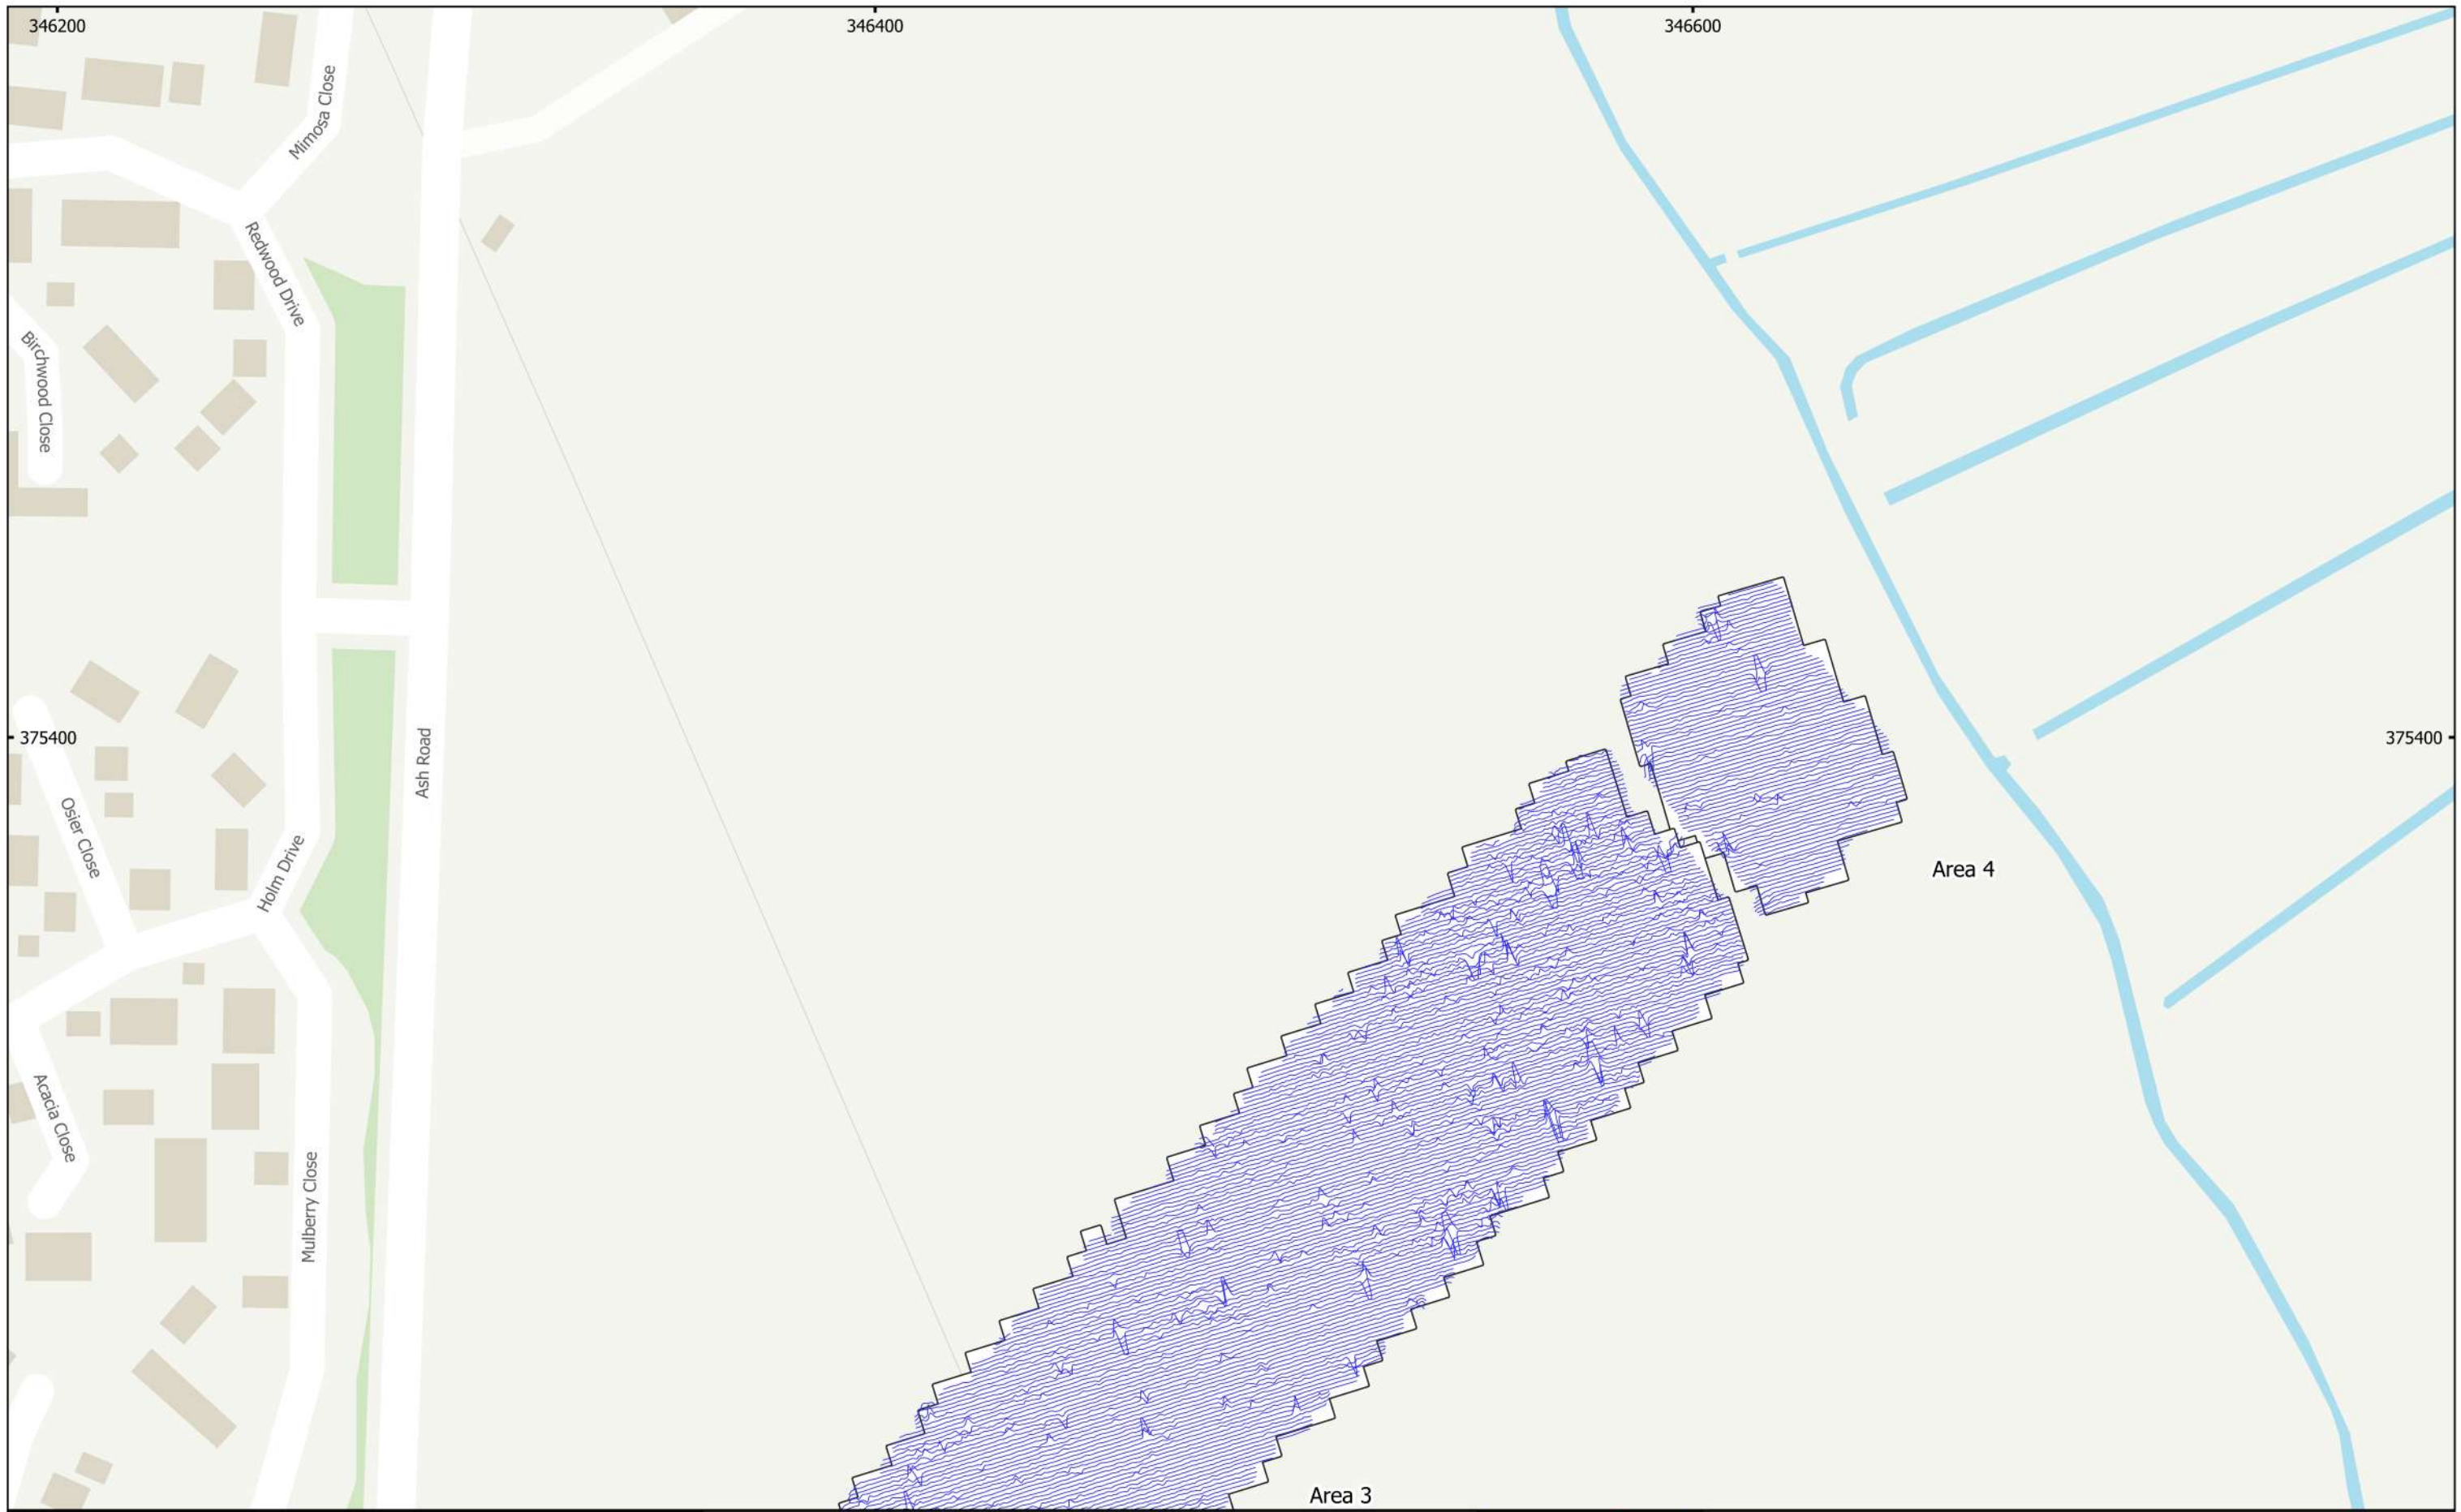 346200
346400
346600
Mimosa Close
Redwood Drive
Birchwood Close
375400
375400
Ash Road
Osier Close
Holm Drive
Area 4
Acacia Close
Mulberry Close
Area 3